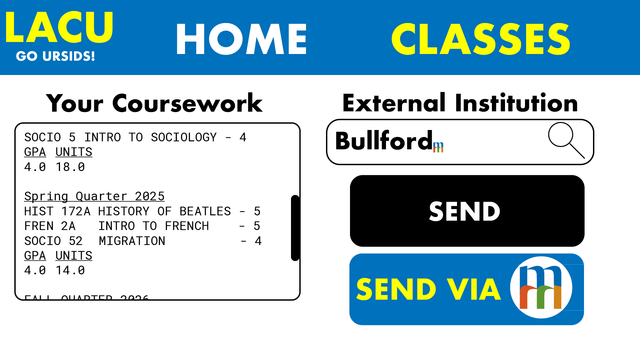 LACU
GO URSIDS!
HOME
CLASSES
Your Coursework
SOCIO 5 INTRO TO SOCIOLOGY - 4
GPA UNITS
4.0 18.0
Spring Quarter 2025
HIST 172A HISTORY OF BEATLES - 5
FREN 2A INTRO TO FRENCH - 5
SOCIO 52 MIGRATION - 4
GPA UNITS
4.0 14.0
FALL QUARTER 2026
External Institution
Bullford
SEND
SEND VIA